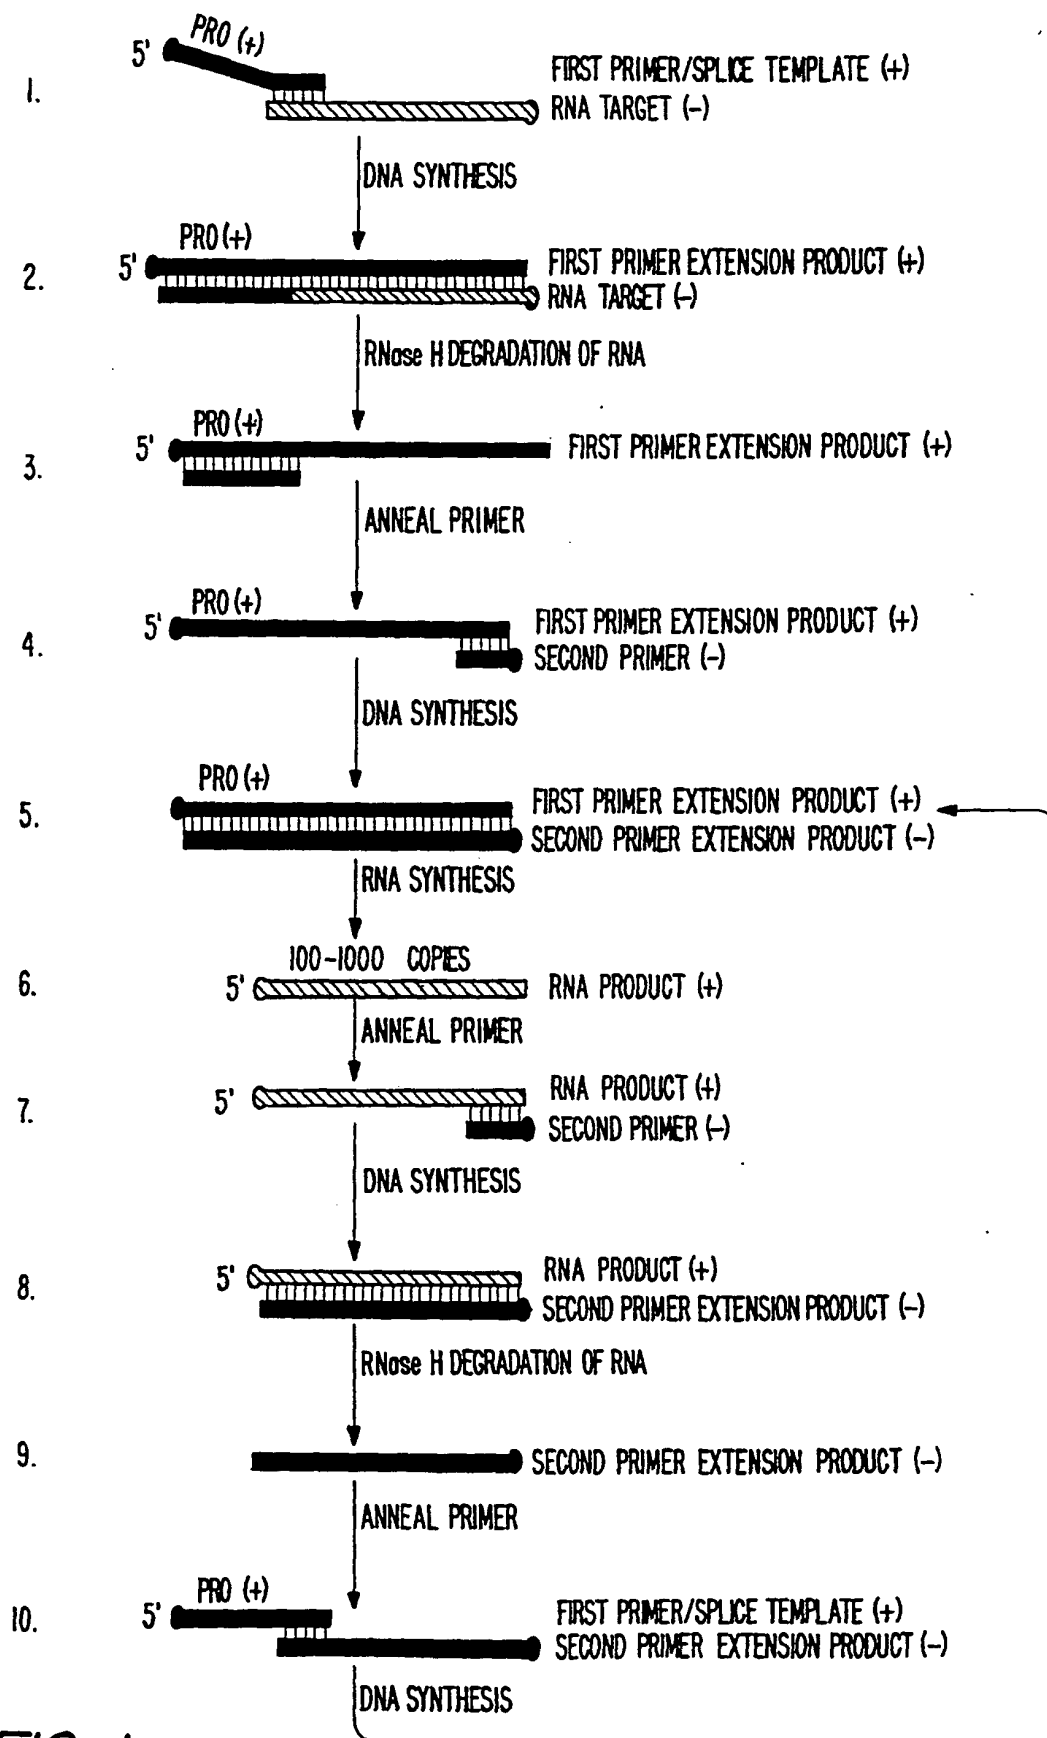 PRO (+)
5'
1.
FIRST PRIMER/SPLICE TEMPLATE (+)
RNA TARGET (-)
DNA SYNTHESIS
PRO (+)
5'
2.
FIRST PRIMER EXTENSION PRODUCT (+)
RNA TARGET (-)
RNase H DEGRADATION OF RNA
PRO (+)
5'
3.
FIRST PRIMER EXTENSION PRODUCT (+)
ANNEAL PRIMER
PRO (+)
5'
4.
FIRST PRIMER EXTENSION PRODUCT (+)
SECOND PRIMER (-)
DNA SYNTHESIS
PRO (+)
5.
FIRST PRIMER EXTENSION PRODUCT (+)
SECOND PRIMER EXTENSION PRODUCT (-)
RNA SYNTHESIS
100-1000 COPIES
6.
5'
RNA PRODUCT (+)
ANNEAL PRIMER
7.
5'
RNA PRODUCT (+)
SECOND PRIMER (-)
DNA SYNTHESIS
8.
5'
RNA PRODUCT (+)
SECOND PRIMER EXTENSION PRODUCT (-)
RNase H DEGRADATION OF RNA
9.
SECOND PRIMER EXTENSION PRODUCT (-)
ANNEAL PRIMER
PRO (+)
10.
5'
FIRST PRIMER/SPLICE TEMPLATE (+)
SECOND PRIMER EXTENSION PRODUCT (-)
DNA SYNTHESIS